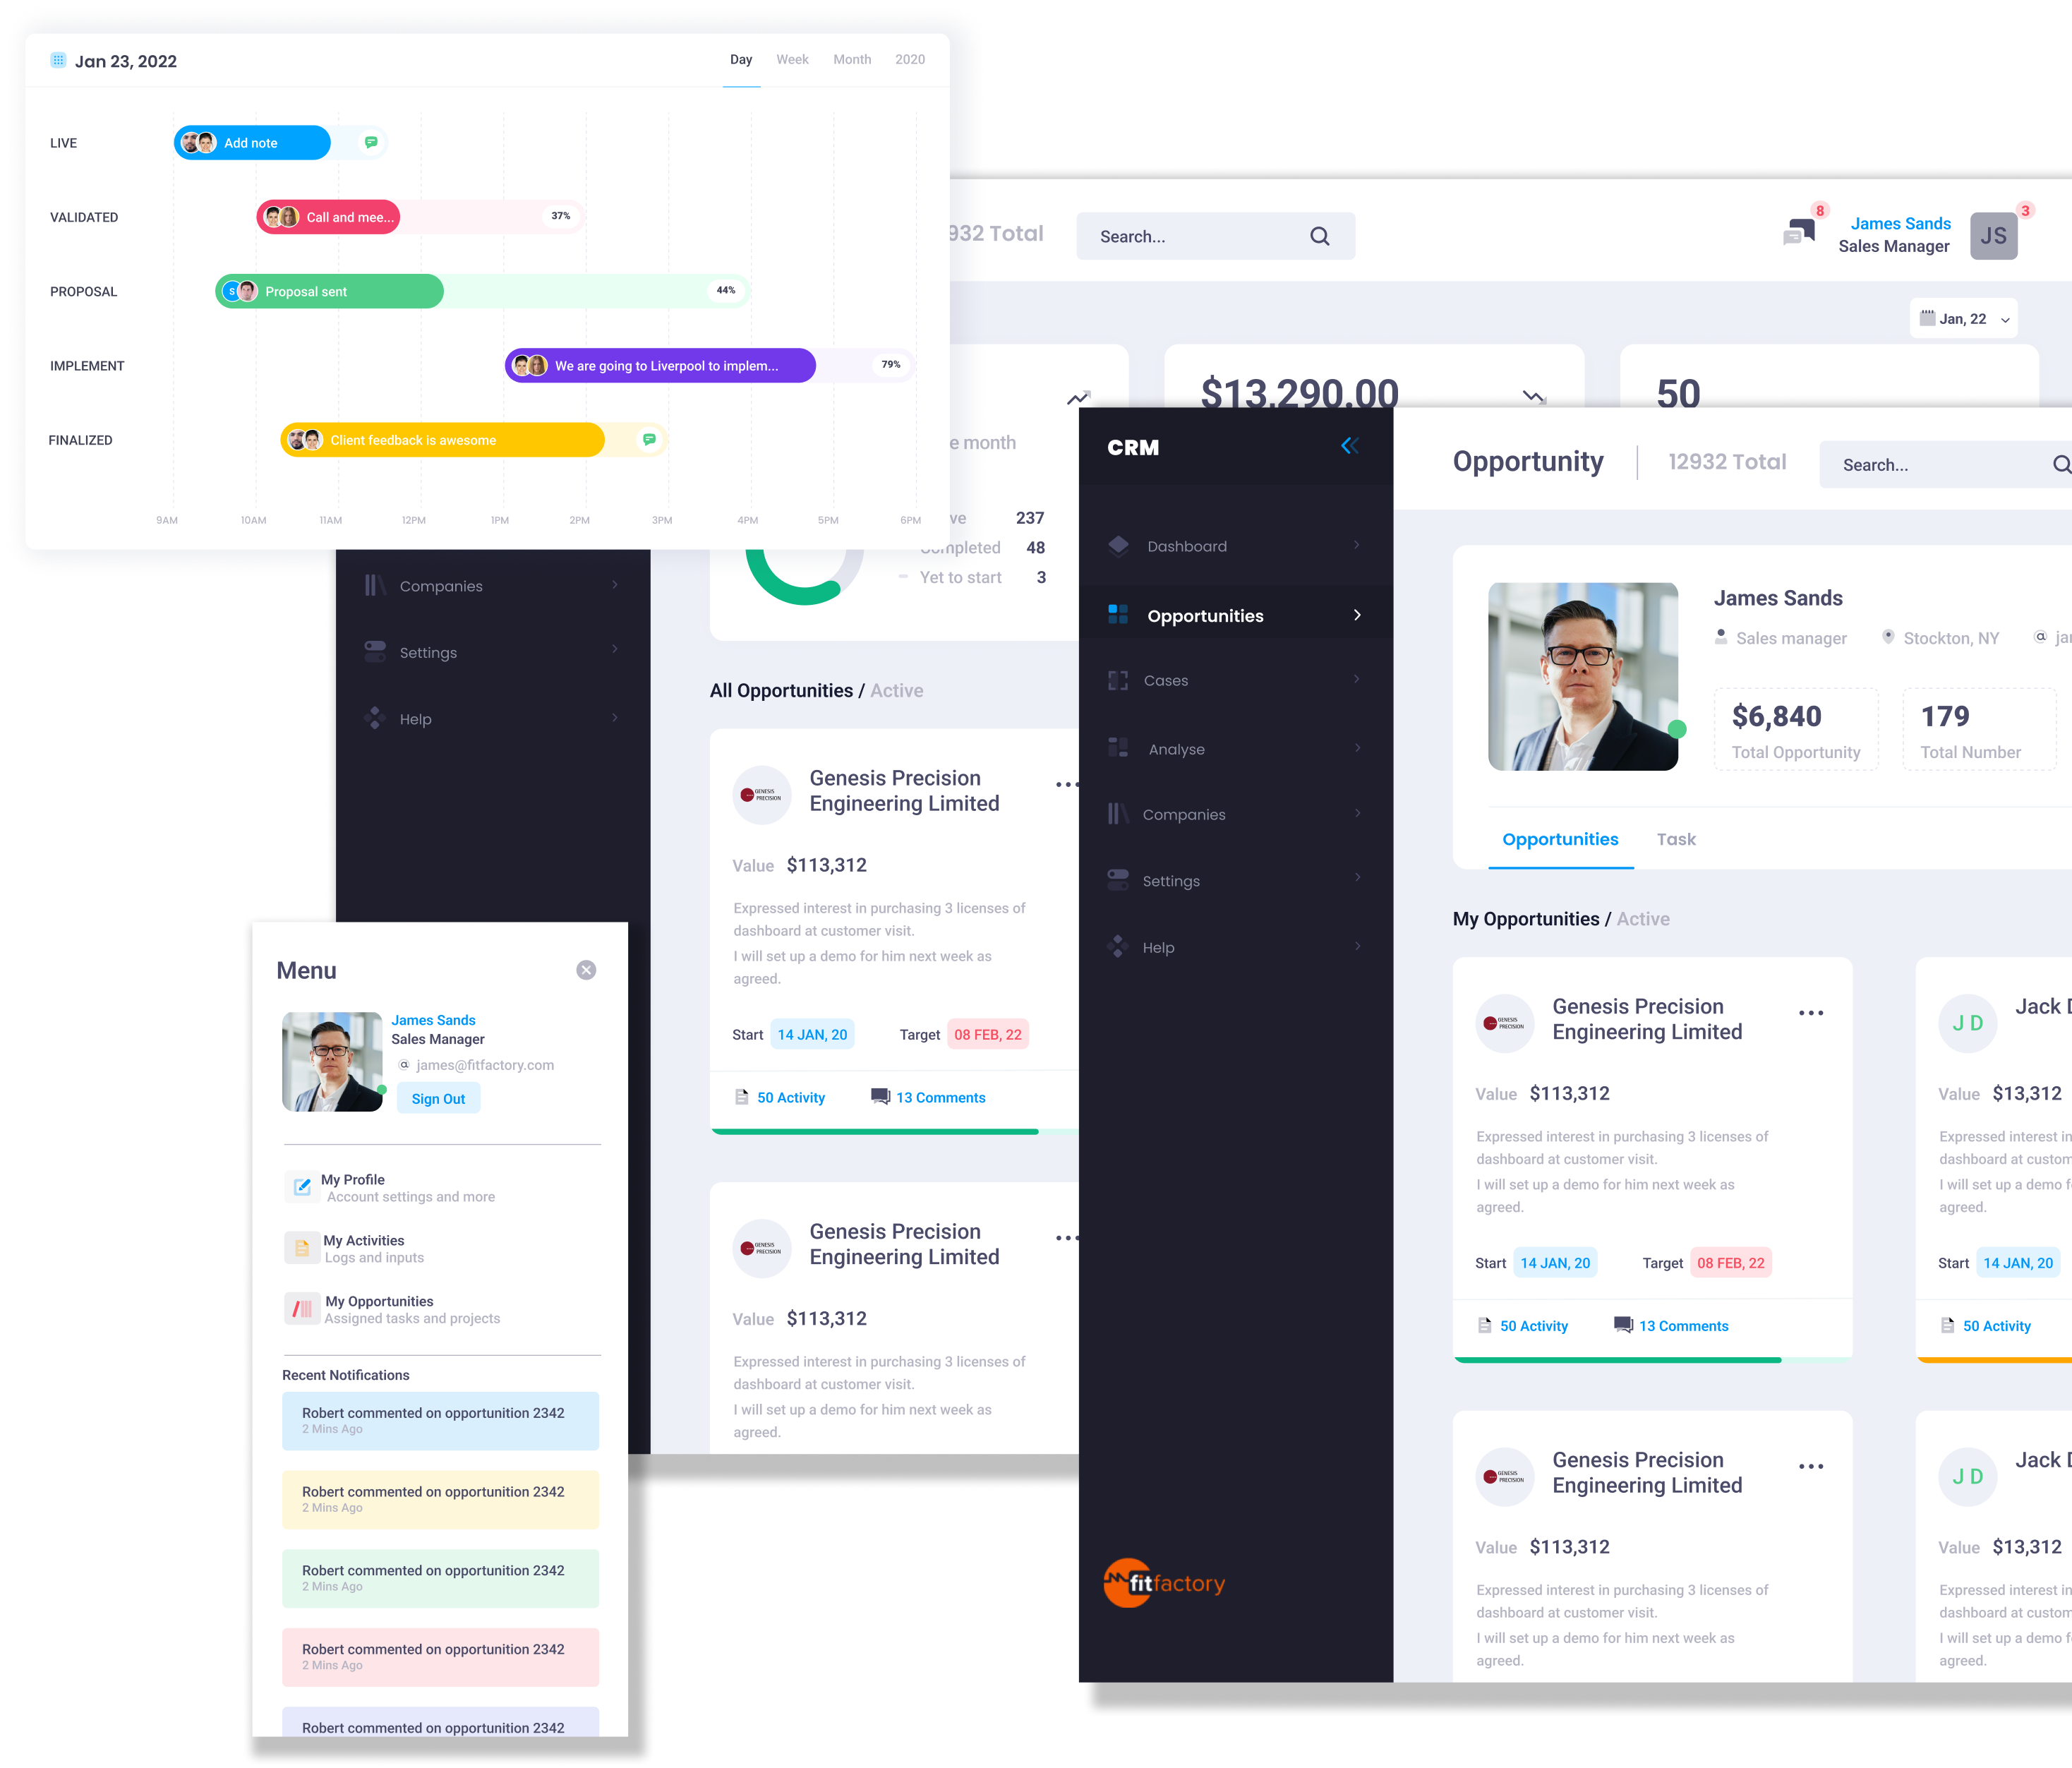 Jan 23, 2022
Day Week Month 2020
LIVE
Add note
VALIDATED
Call and mee...
37%
PROPOSAL
S
Proposal sent
44%
IMPLEMENT
We are going to Liverpool to implem...
79%
FINALIZED
Client feedback is awesome
9AM 10AM 11AM 12PM 1PM 2PM 3PM 4PM 5PM 6PM
932 Total
Search...
8
James Sands
Sales Manager
JS
3
Jan, 22
$13,290.00
50
month
237
48
Yet to start 3
Companies
Settings
Help
All Opportunities / Active
Genesis Precision
Engineering Limited
GENESIS
PRECISION
Value $113,312
Expressed interest in purchasing 3 licenses of
dashboard at customer visit.
I will set up a demo for him next week as
agreed.
Start 14 JAN, 20 Target 08 FEB, 22
50 Activity 13 Comments
Genesis Precision
Engineering Limited
GENESIS
PRECISION
Value $113,312
Expressed interest in purchasing 3 licenses of
dashboard at customer visit.
I will set up a demo for him next week as
agreed.
Menu
James Sands
Sales Manager
@ james@fitfactory.com
Sign Out
My Profile
Account settings and more
My Activities
Logs and inputs
My Opportunities
Assigned tasks and projects
Recent Notifications
Robert commented on opportunition 2342
2 Mins Ago
Robert commented on opportunition 2342
2 Mins Ago
Robert commented on opportunition 2342
2 Mins Ago
Robert commented on opportunition 2342
2 Mins Ago
Robert commented on opportunition 2342
CRM
Dashboard
Opportunities
Cases
Analyse
Companies
Settings
Help
fitfactory
Opportunity
12932 Total
Search...
James Sands
Sales manager
Stockton, NY
@
$6,840
Total Opportunity
179
Total Number
Opportunities Task
My Opportunities / Active
Genesis Precision
Engineering Limited
GENESIS
PRECISION
Value $113,312
Expressed interest in purchasing 3 licenses of
dashboard at customer visit.
I will set up a demo for him next week as
agreed.
Start 14 JAN, 20 Target 08 FEB, 22
50 Activity 13 Comments
J D
Jack
Value $13,312
Expressed interest in
dashboard at
I will set up a demo
agreed.
Start 14 JAN, 20
50 Activity
Genesis Precision
Engineering Limited
GENESIS
PRECISION
Value $113,312
Expressed interest in purchasing 3 licenses of
dashboard at customer visit.
I will set up a demo for him next week as
agreed.
J D
Jack
Value $13,312
Expressed interest in
dashboard at
I will set up a demo
agreed.